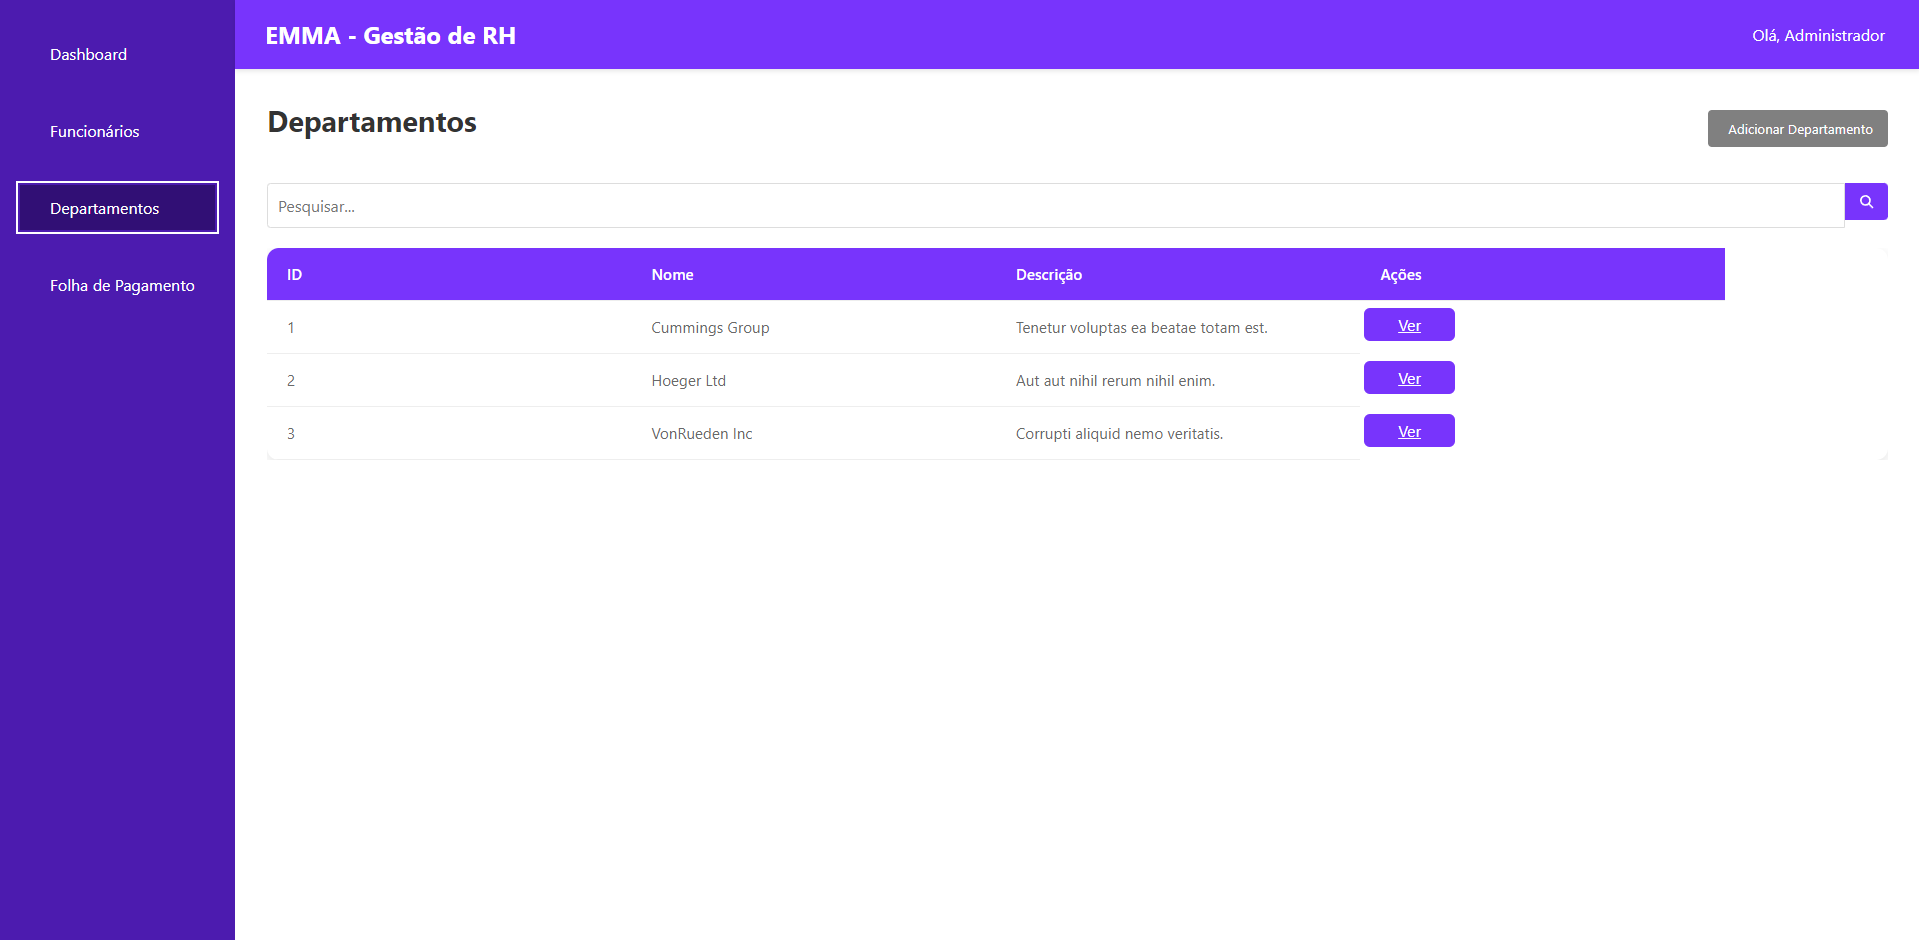 Dashboard
Funcionários
Departamentos
Folha de Pagamento
EMMA - Gestão de RH
Olá, Administrador
Departamentos
Adicionar Departamento
Pesquisar...
ID Nome Descrição Ações
1 Cummings Group Tenetur voluptas ea beatae totam est. Ver
2 Hoeger Ltd Aut aut nihil rerum nihil enim. Ver
3 VonRueden Inc Corrupti aliquid nemo veritatis. Ver